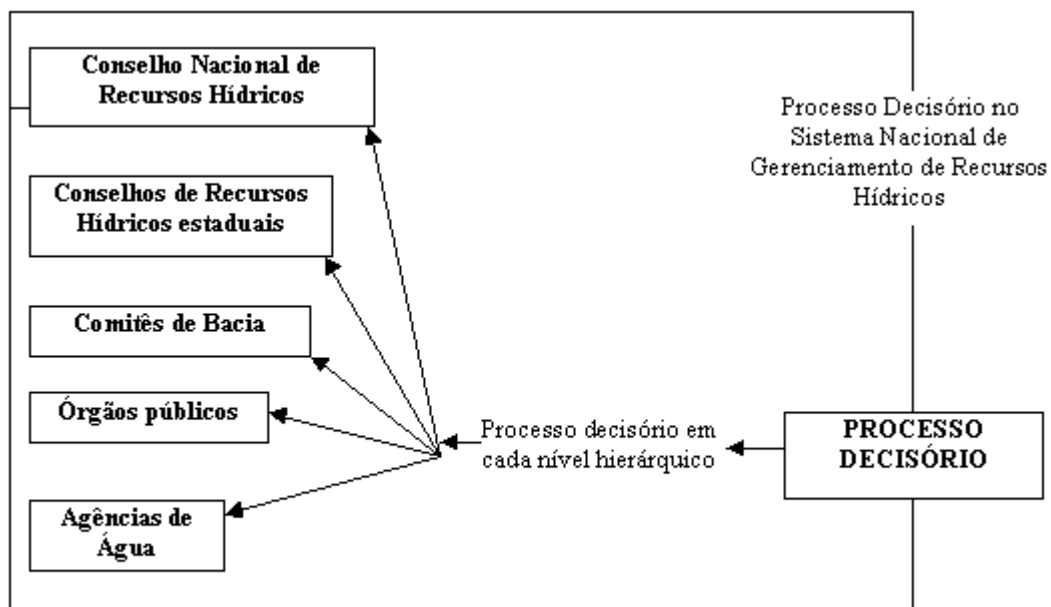 Conselho Nacional de
Recursos Hídricos
Processo Decisório no
Sistema Nacional de
Gerenciamento de Recursos
Hídricos
Conselhos de Recursos
Hídricos estaduais
Comitês de Bacia
Órgãos públicos
Processo decisório em
cada nível hierárquico
PROCESSO
DECISÓRIO
Agências de
Água